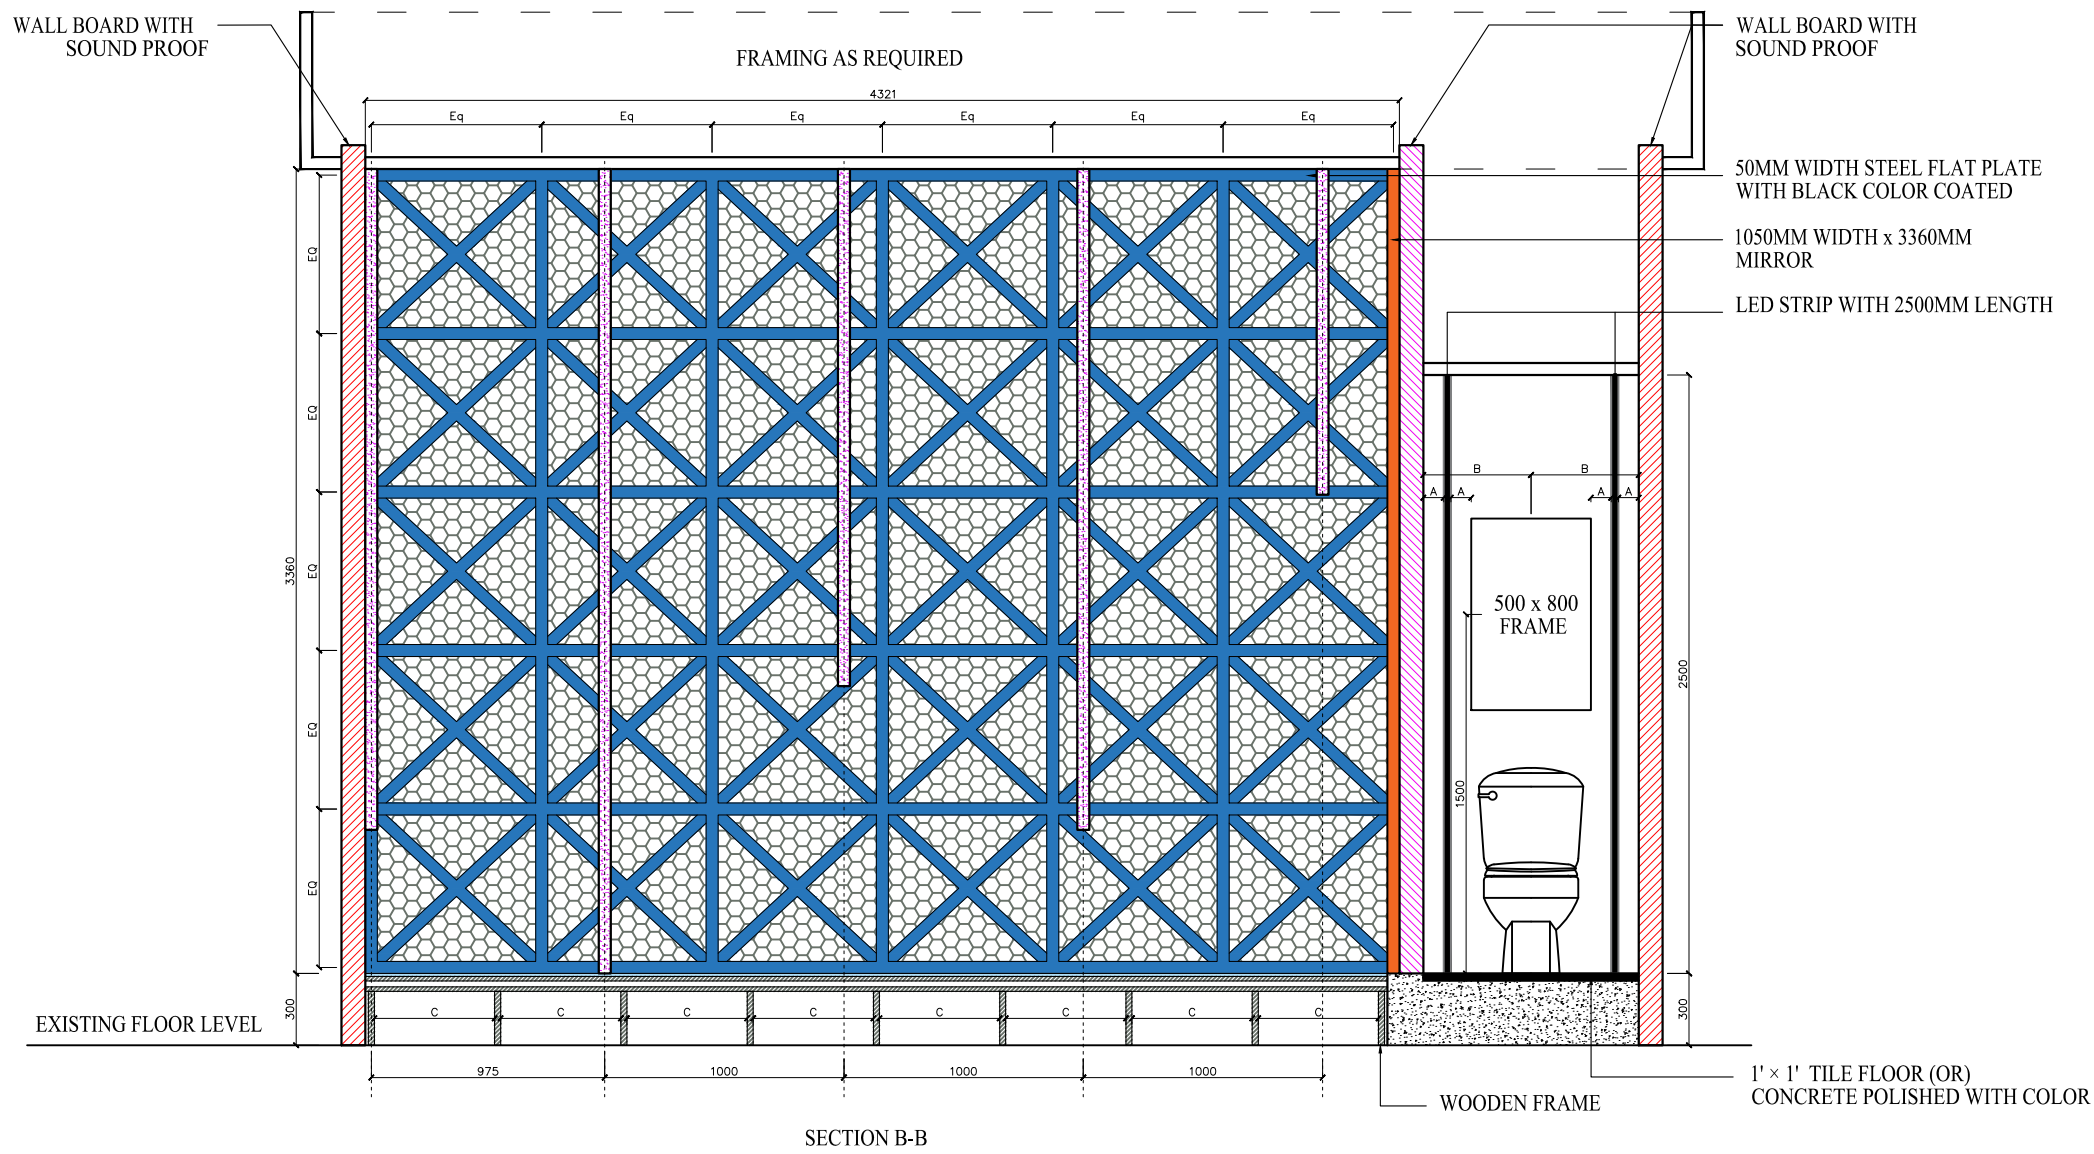 WALL BOARD WITH
SOUND PROOF
FRAMING AS REQUIRED
WALL BOARD WITH
SOUND PROOF
4321
Eq
Eq
Eq
Eq
Eq
Eq
50MM WIDTH STEEL FLAT PLATE
WITH BLACK COLOR COATED
1050MM WIDTH x 3360MM
MIRROR
LED STRIP WITH 2500MM LENGTH
EQ
EQ
EQ
EQ
EQ
3360
300
B
B
A
A
A
A
500 x 800
FRAME
1500
2500
300
EXISTING FLOOR LEVEL
C
C
C
C
C
C
C
C
975
1000
1000
1000
1' × 1' TILE FLOOR (OR)
CONCRETE POLISHED WITH COLOR
WOODEN FRAME
SECTION B-B